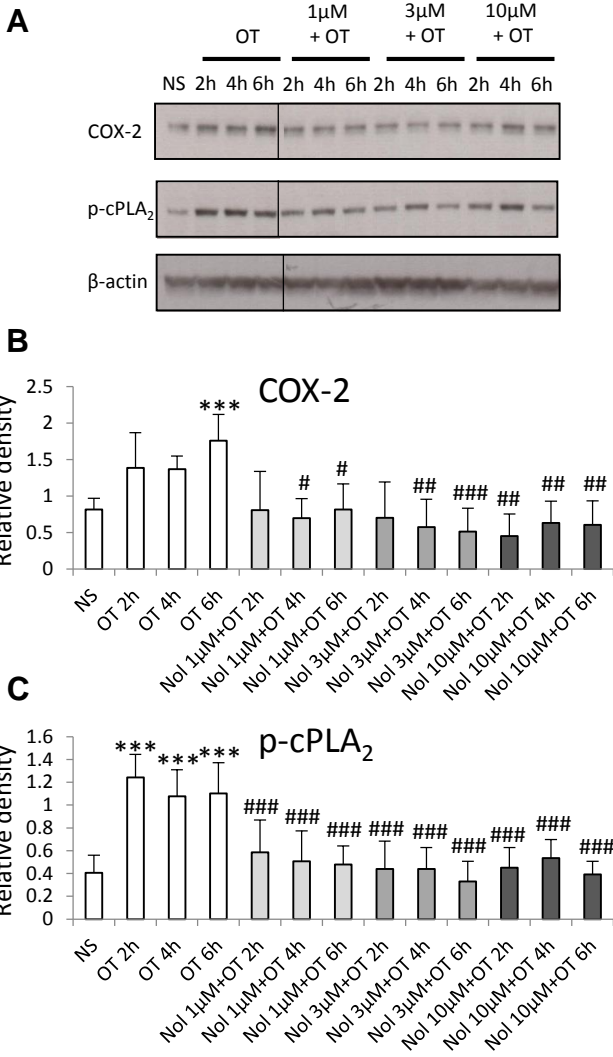 A
OT
1µM + OT
3µM + OT
10µM + OT
NS 2h 4h 6h 2h 4h 6h 2h 4h 6h 2h 4h 6h
COX-2
p-cPLA₂
β-actin
B
COX-2
Relative density
2.5
2
1.5
1
0.5
0
***
#
#
##
###
##
##
##
NS
OT 2h
OT 4h
OT 6h
Nol 1µM+OT 2h
Nol 1µM+OT 4h
Nol 1µM+OT 6h
Nol 3µM+OT 2h
Nol 3µM+OT 4h
Nol 3µM+OT 6h
Nol 10µM+OT 2h
Nol 10µM+OT 4h
Nol 10µM+OT 6h
C
p-cPLA₂
Relative density
1.6
1.4
1.2
1
0.8
0.6
0.4
0.2
0
***
***
***
###
###
###
###
###
###
###
###
###
NS
OT 2h
OT 4h
OT 6h
Nol 1µM+OT 2h
Nol 1µM+OT 4h
Nol 1µM+OT 6h
Nol 3µM+OT 2h
Nol 3µM+OT 4h
Nol 3µM+OT 6h
Nol 10µM+OT 2h
Nol 10µM+OT 4h
Nol 10µM+OT 6h